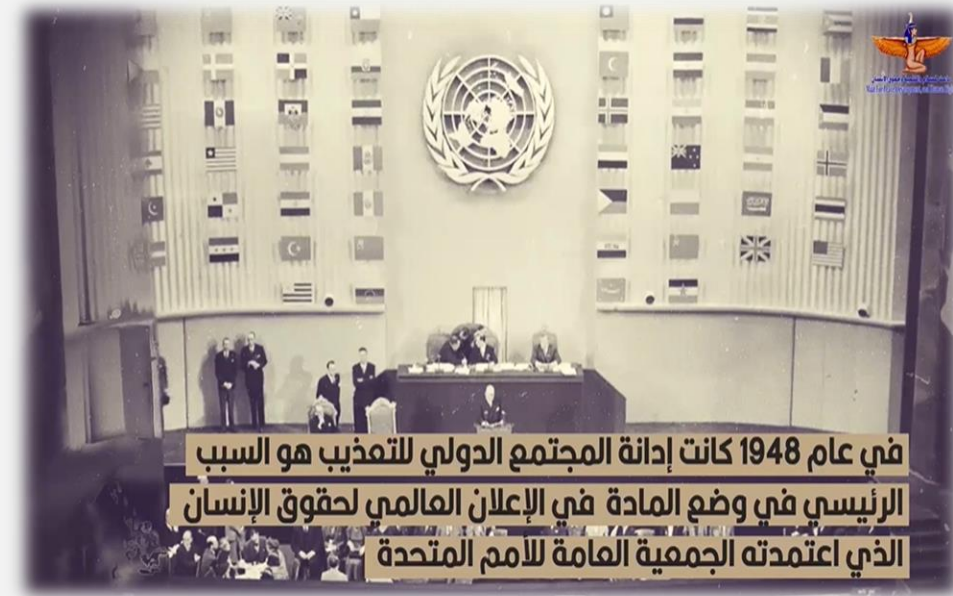 في عام 1948 كانت إدانة المجتمع الدولي للتعذيب هو السبب
الرئيسي في وضع المادة في الإعلان العالمي لحقوق الإنسان
الذي اعتمدته الجمعية العامة للأمم المتحدة